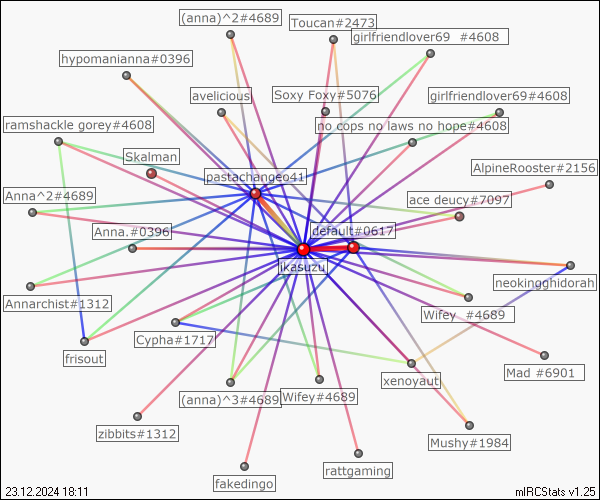 (anna)^2#4689
Toucan#2473
girlfriendlover69 #4608
hypomanianna#0396
avelicious
Soxy Foxy#5076
girlfriendlover69#4608
ramshackle gorey#4608
no cops no laws no hope#4608
Skalman
pastachangeo41
AlpineRooster#2156
Anna^2#4689
ace deucy#7097
Anna.#0396
default#0617
ikasuzu
neokingghidorah
Annarchist#1312
Wifey #4689
Cypha#1717
frisout
Mad #6901
xenoyaut
(anna)^3#4689
Wifey#4689
zibbits#1312
Mushy#1984
rattgaming
fakedingo
23.12.2024 18:11
mIRCStats v1.25